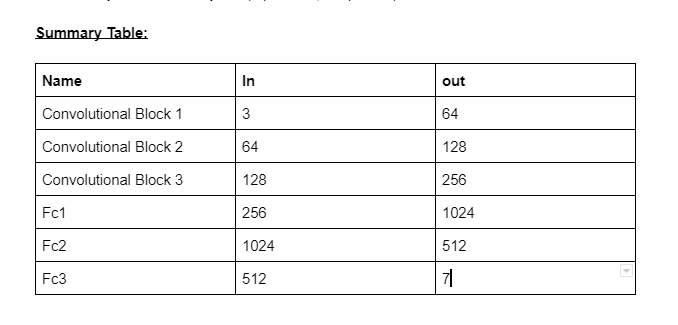 Summary Table:
Name In out
Convolutional Block 1 3 64
Convolutional Block 2 64 128
Convolutional Block 3 128 256
Fc1 256 1024
Fc2 1024 512
Fc3 512 7